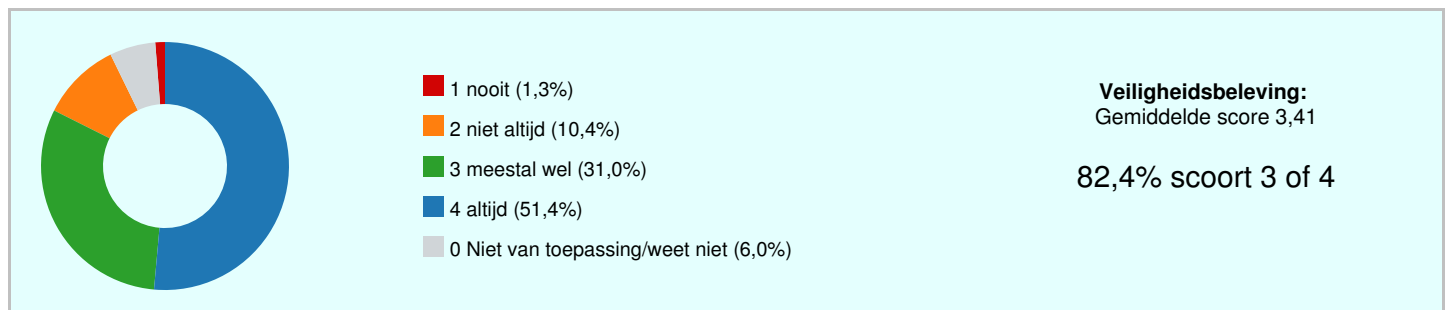 1 nooit (1,3%)
2 niet altijd (10,4%)
3 meestal wel (31,0%)
4 altijd (51,4%)
0 Niet van toepassing/weet niet (6,0%)
Veiligheidsbeleving:
Gemiddelde score 3,41
82,4% scoort 3 of 4